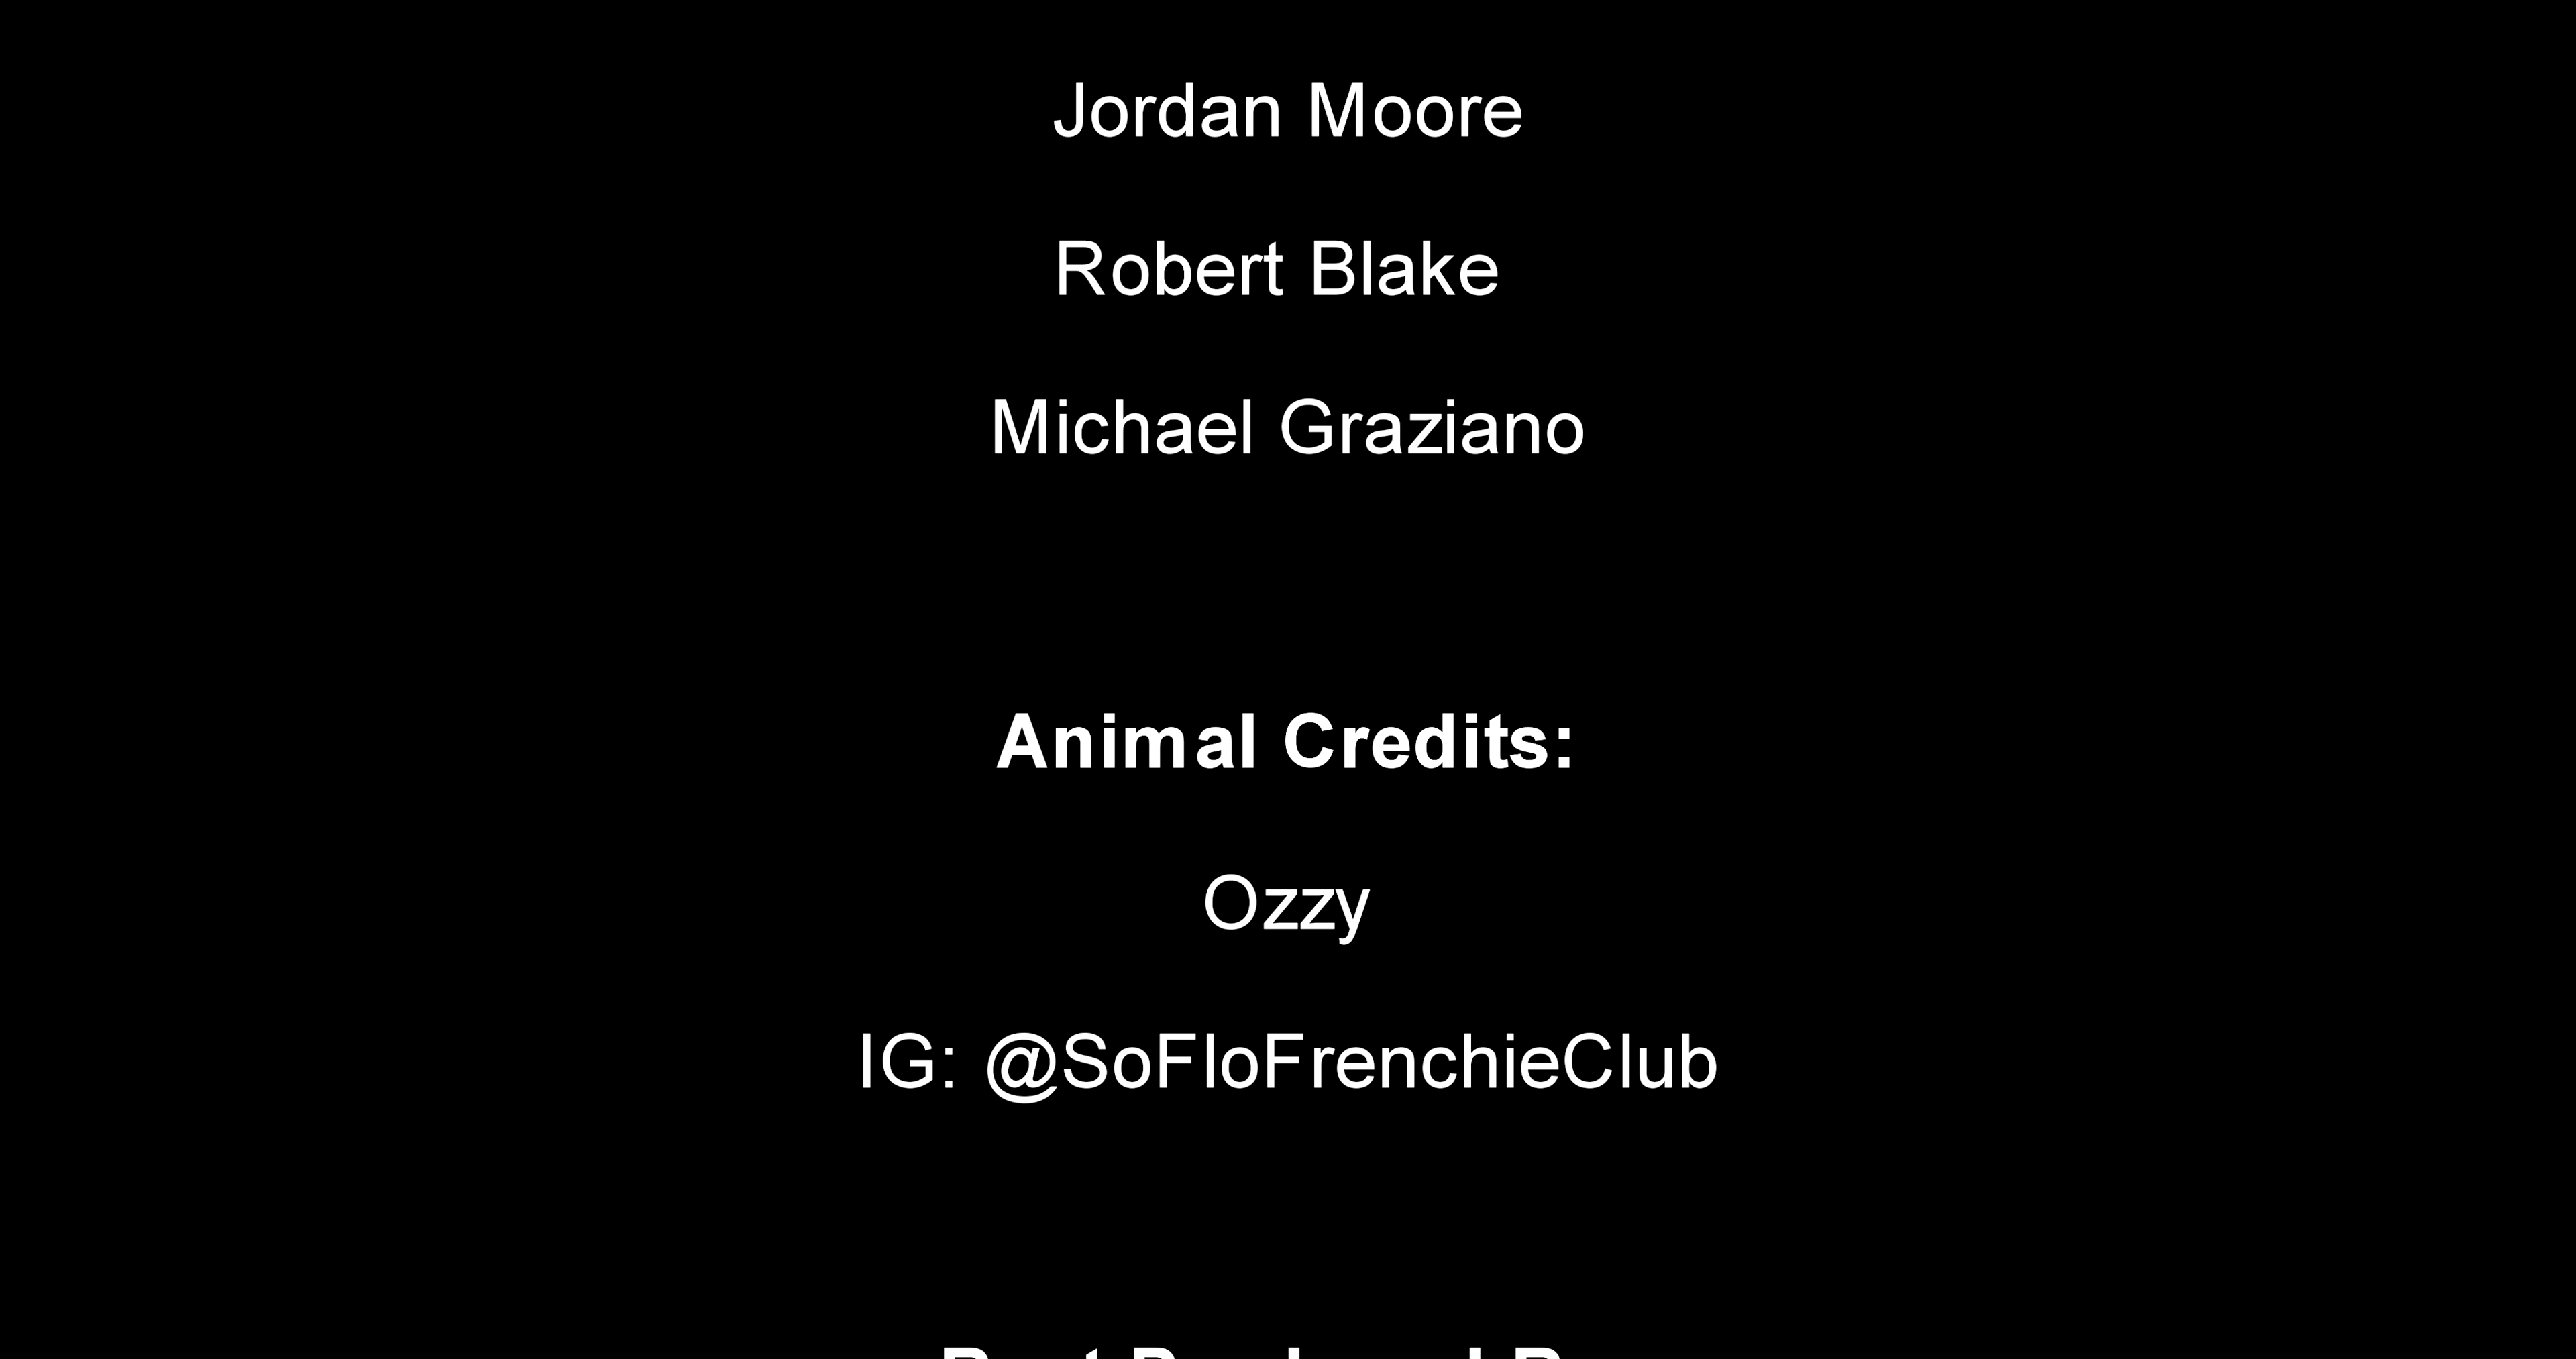 Jordan Moore
Robert Blake
Michael Graziano
Animal Credits:
Ozzy
IG: @SoFloFrenchieClub